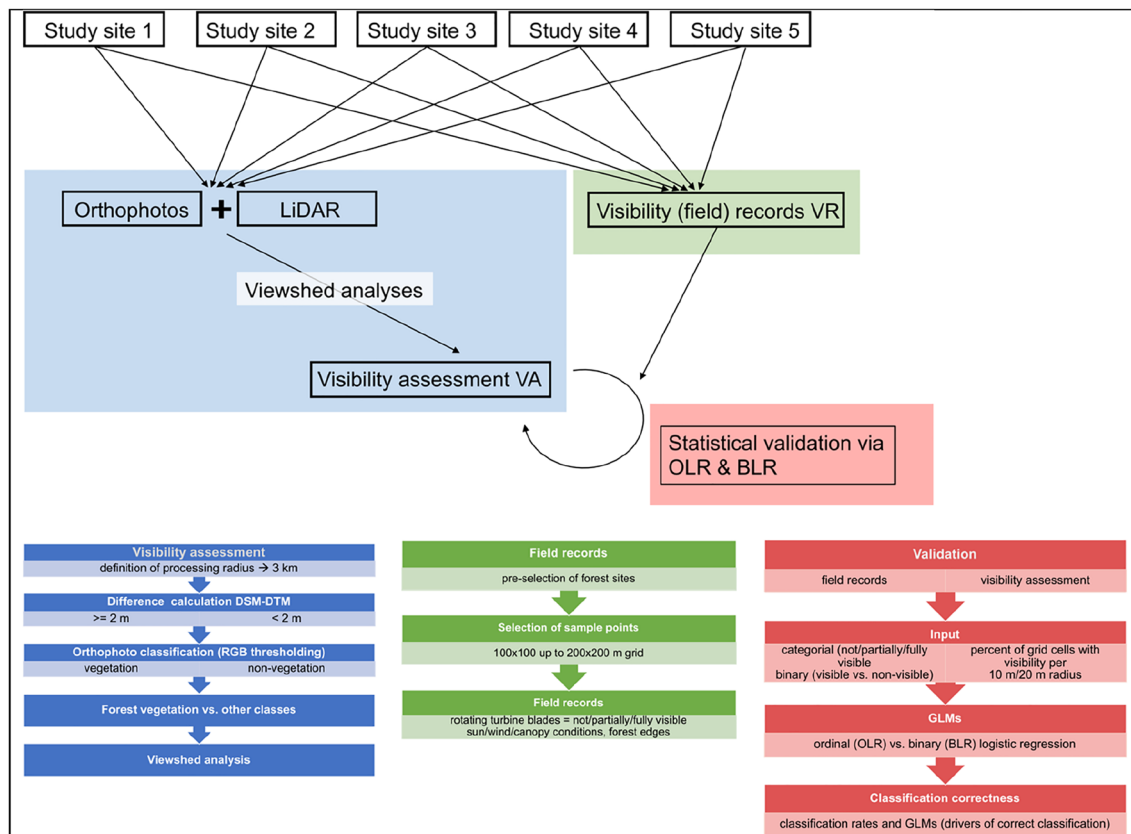 Study site 1
Study site 2
Study site 3
Study site 4
Study site 5
Orthophotos
+
LiDAR
Visibility (field) records VR
Viewshed analyses
Visibility assessment VA
Statistical validation via
OLR & BLR
Visibility assessment
definition of processing radius → 3 km
Difference calculation DSM-DTM
>= 2 m
< 2 m
Orthophoto classification (RGB thresholding)
vegetation
non-vegetation
Forest vegetation vs. other classes
Viewshed analysis
Field records
pre-selection of forest sites
Selection of sample points
100x100 up to 200x200 m grid
Field records
rotating turbine blades = not/partially/fully visible
sun/wind/canopy conditions, forest edges
Validation
field records
visibility assessment
Input
categorial (not/partially/fully
visible
binary (visible vs. non-visible)
percent of grid cells with
visibility per
10 m/20 m radius
GLMs
ordinal (OLR) vs. binary (BLR) logistic regression
Classification correctness
classification rates and GLMs (drivers of correct classification)